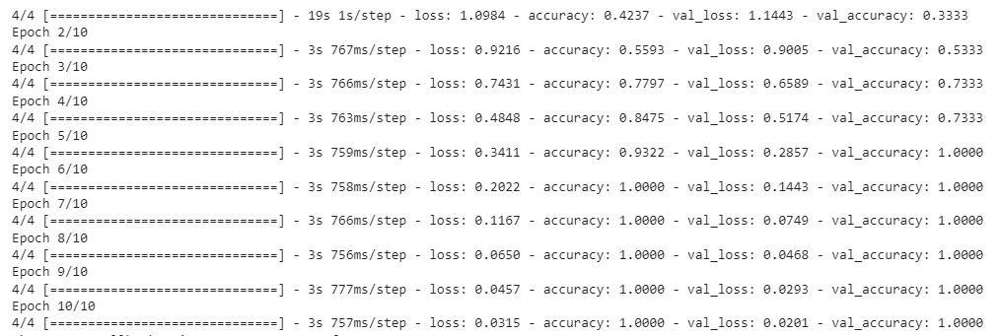 4/4 [==============================] - 19s 1s/step - loss: 1.0984 - accuracy: 0.4237 - val_loss: 1.1443 - val_accuracy: 0.3333
Epoch 2/10
4/4 [==============================] - 3s 767ms/step - loss: 0.9216 - accuracy: 0.5593 - val_loss: 0.9005 - val_accuracy: 0.5333
Epoch 3/10
4/4 [==============================] - 3s 766ms/step - loss: 0.7431 - accuracy: 0.7797 - val_loss: 0.6589 - val_accuracy: 0.7333
Epoch 4/10
4/4 [==============================] - 3s 763ms/step - loss: 0.4848 - accuracy: 0.8475 - val_loss: 0.5174 - val_accuracy: 0.7333
Epoch 5/10
4/4 [==============================] - 3s 759ms/step - loss: 0.3411 - accuracy: 0.9322 - val_loss: 0.2857 - val_accuracy: 1.0000
Epoch 6/10
4/4 [==============================] - 3s 758ms/step - loss: 0.2022 - accuracy: 1.0000 - val_loss: 0.1443 - val_accuracy: 1.0000
Epoch 7/10
4/4 [==============================] - 3s 766ms/step - loss: 0.1167 - accuracy: 1.0000 - val_loss: 0.0749 - val_accuracy: 1.0000
Epoch 8/10
4/4 [==============================] - 3s 756ms/step - loss: 0.0650 - accuracy: 1.0000 - val_loss: 0.0468 - val_accuracy: 1.0000
Epoch 9/10
4/4 [==============================] - 3s 777ms/step - loss: 0.0457 - accuracy: 1.0000 - val_loss: 0.0293 - val_accuracy: 1.0000
Epoch 10/10
4/4 [==============================] - 3s 757ms/step - loss: 0.0315 - accuracy: 1.0000 - val_loss: 0.0201 - val_accuracy: 1.0000